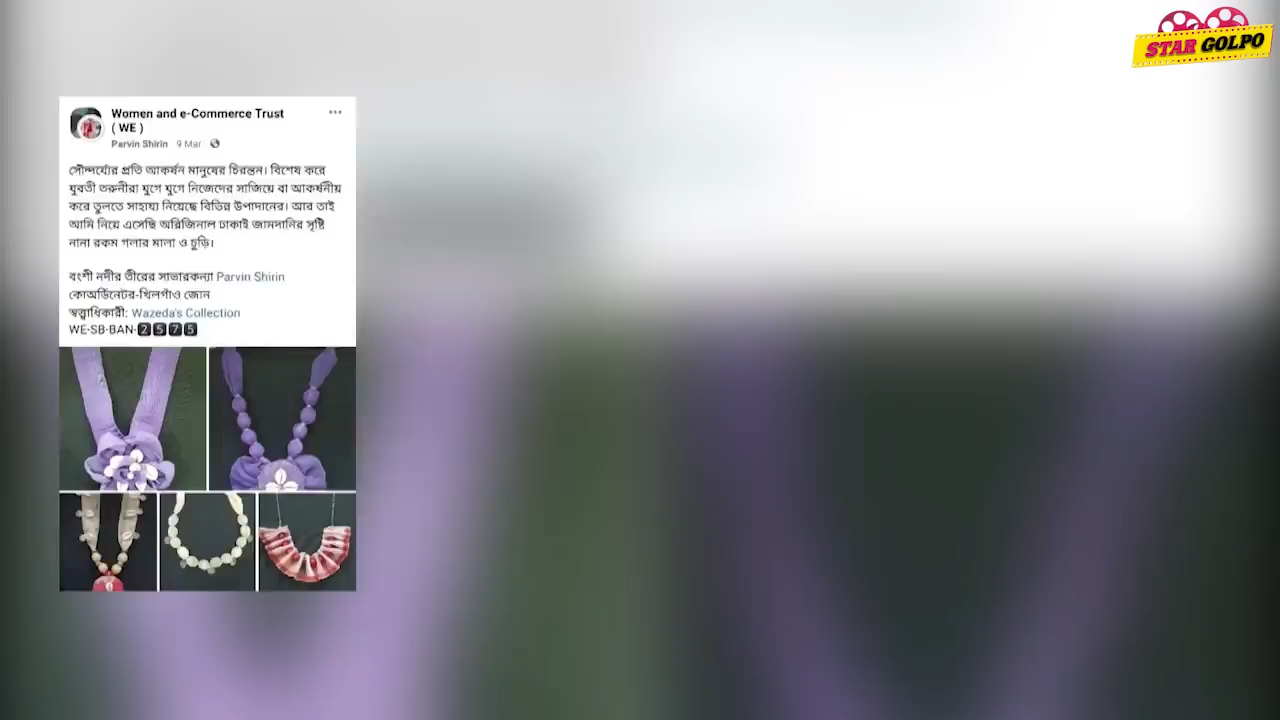 STAR GOLPO
Women and e-Commerce Trust
( WE )
Parvin Shirin 9 Mar
সৌন্দর্য্যের প্রতি আকর্ষন মানুষের চিরন্তন। বিশেষ করে
যুবতী তরুনীরা যুগে যুগে নিজেদের সাজিয়ে বা আকর্ষনীয়
করে তুলতে সাহায্য নিয়েছে বিভিন্ন উপাদানের। আর তাই
আমি নিয়ে এসেছি অরিজিনাল ঢাকাই জামদানির সৃষ্টি
নানা রকম গলার মালা ও চুড়ি।
বংশী নদীর তীরের সাভারকন্যা Parvin Shirin
কোঅর্ডিনেটর-খিলগাঁও জোন
স্বত্ত্বাধিকারী: Wazeda's Collection
WE-SB-BAN-2575